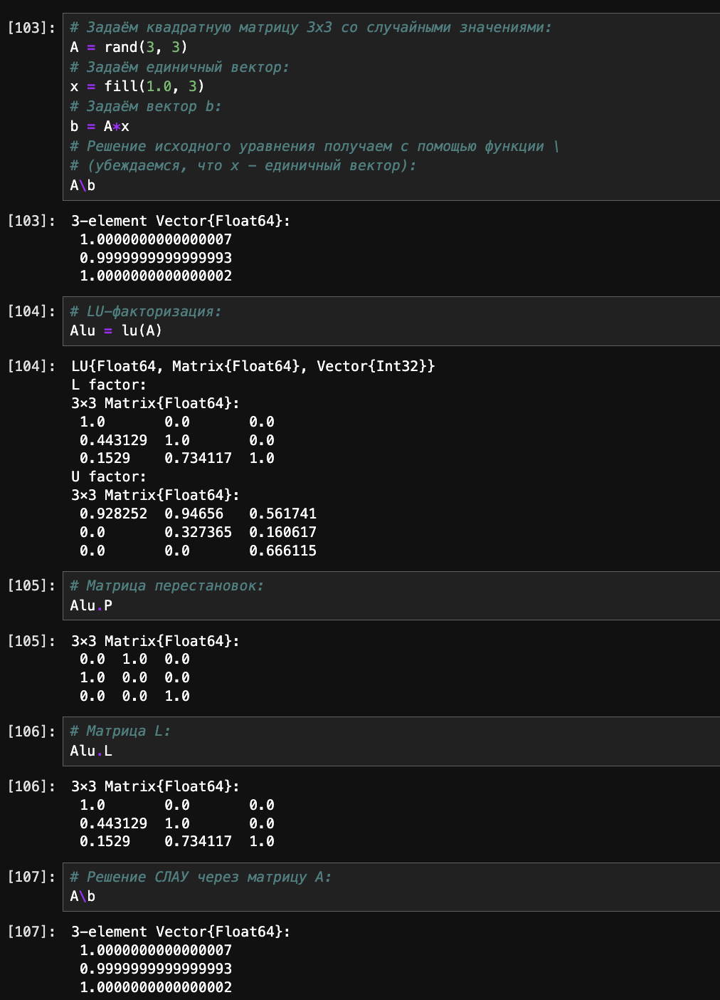 [103]: # Задаём квадратную матрицу 3x3 со случайными значениями:
A = rand(3, 3)
# Задаём единичный вектор:
x = fill(1.0, 3)
# Задаём вектор b:
b = A*x
# Решение исходного уравнения получаем с помощью функции \
# (убеждаемся, что x - единичный вектор):
A\b
[103]: 3-element Vector{Float64}:
1.0000000000000007
0.9999999999999993
1.0000000000000002
[104]: # LU-факторизация:
Alu = lu(A)
[104]: LU{Float64, Matrix{Float64}, Vector{Int32}}
L factor:
3×3 Matrix{Float64}:
1.0 0.0 0.0
0.443129 1.0 0.0
0.1529 0.734117 1.0
U factor:
3×3 Matrix{Float64}:
0.928252 0.94656 0.561741
0.0 0.327365 0.160617
0.0 0.0 0.666115
[105]: # Матрица перестановок:
Alu.P
[105]: 3×3 Matrix{Float64}:
0.0 1.0 0.0
1.0 0.0 0.0
0.0 0.0 1.0
[106]: # Матрица L:
Alu.L
[106]: 3×3 Matrix{Float64}:
1.0 0.0 0.0
0.443129 1.0 0.0
0.1529 0.734117 1.0
[107]: # Решение СЛАУ через матрицу A:
A\b
[107]: 3-element Vector{Float64}:
1.0000000000000007
0.9999999999999993
1.0000000000000002